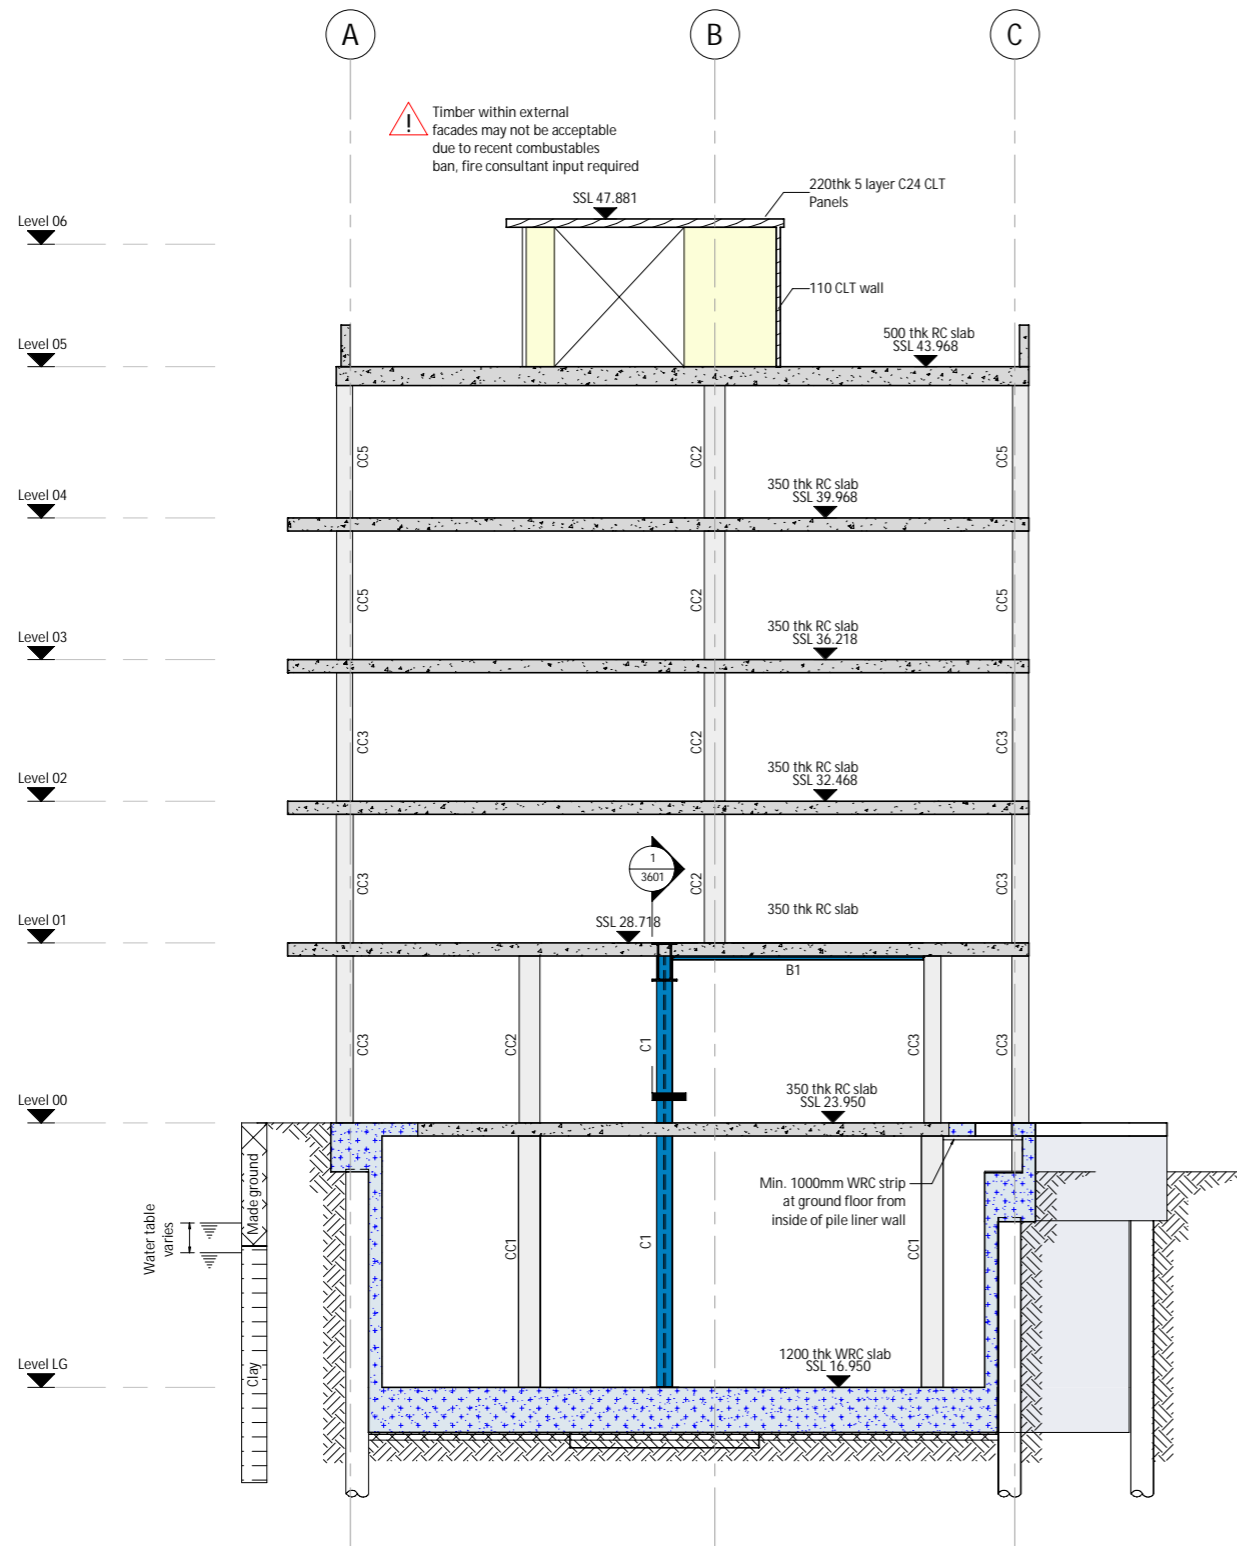 A
B
C
Timber within external
facades may not be acceptable
due to recent combustables
ban, fire consultant input required
220thk 5 layer C24 CLT
Panels
SSL 47.881
Level 06
110 CLT wall
500 thk RC slab
SSL 43.968
Level 05
CC5
CC2
CC5
350 thk RC slab
SSL 39.968
Level 04
CC5
CC2
CC5
350 thk RC slab
SSL 36.218
Level 03
CC3
CC2
CC3
350 thk RC slab
SSL 32.468
Level 02
1
3601
CC3
CC2
CC3
350 thk RC slab
SSL 28.718
Level 01
B1
CC3
CC2
C1
CC3
CC3
350 thk RC slab
SSL 23.950
Level 00
Made ground
Water table
varies
Min. 1000mm WRC strip
at ground floor from
inside of pile liner wall
CC1
C1
CC1
1200 thk WRC slab
SSL 16.950
Level LG
Clay